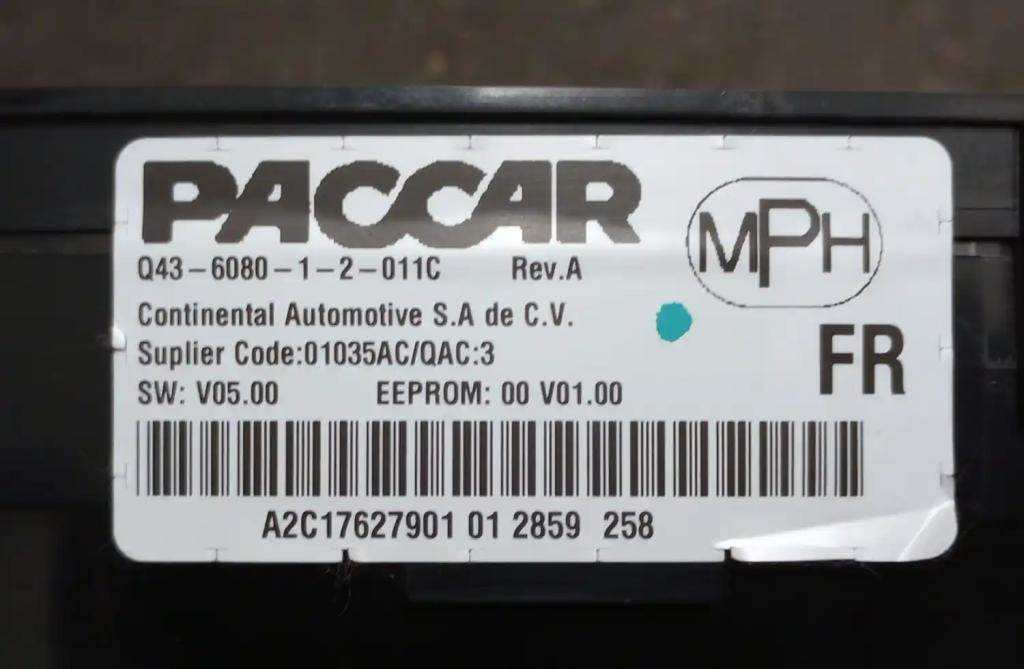 PACCAR
MPH
Q43-6080-1-2-011C Rev.A
Continental Automotive S.A de C.V.
Suplier Code:01035AC/QAC:3
FR
SW: V05.00 EEPROM: 00 V01.00
A2C17627901 01 2859 258